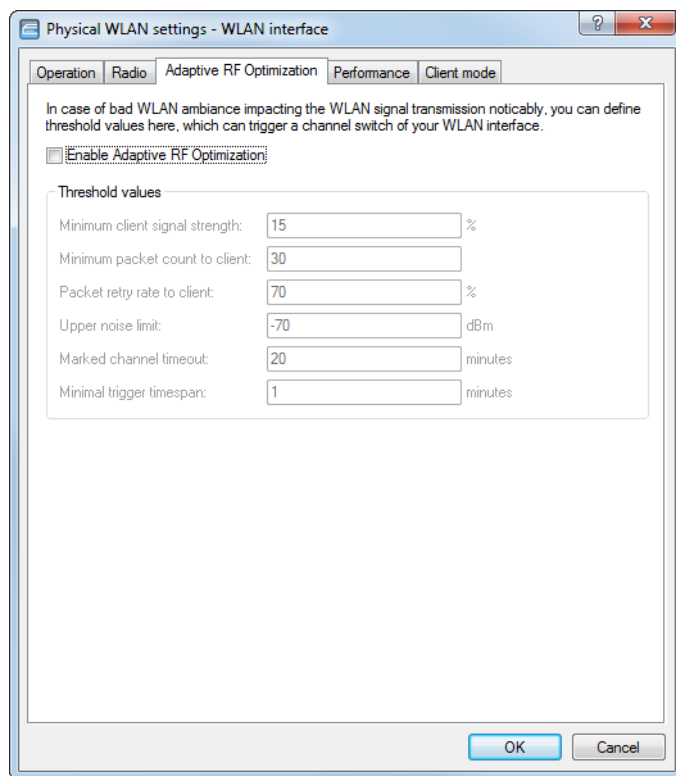 Physical WLAN settings - WLAN interface
Operation Radio Adaptive RF Optimization Performance Client mode
In case of bad WLAN ambiance impacting the WLAN signal transmission noticably, you can define
threshold values here, which can trigger a channel switch of your WLAN interface.
Enable Adaptive RF Optimization
Threshold values
Minimum client signal strength: 15 %
Minimum packet count to client: 30
Packet retry rate to client: 70 %
Upper noise limit: -70 dBm
Marked channel timeout: 20 minutes
Minimal trigger timespan: 1 minutes
OK Cancel